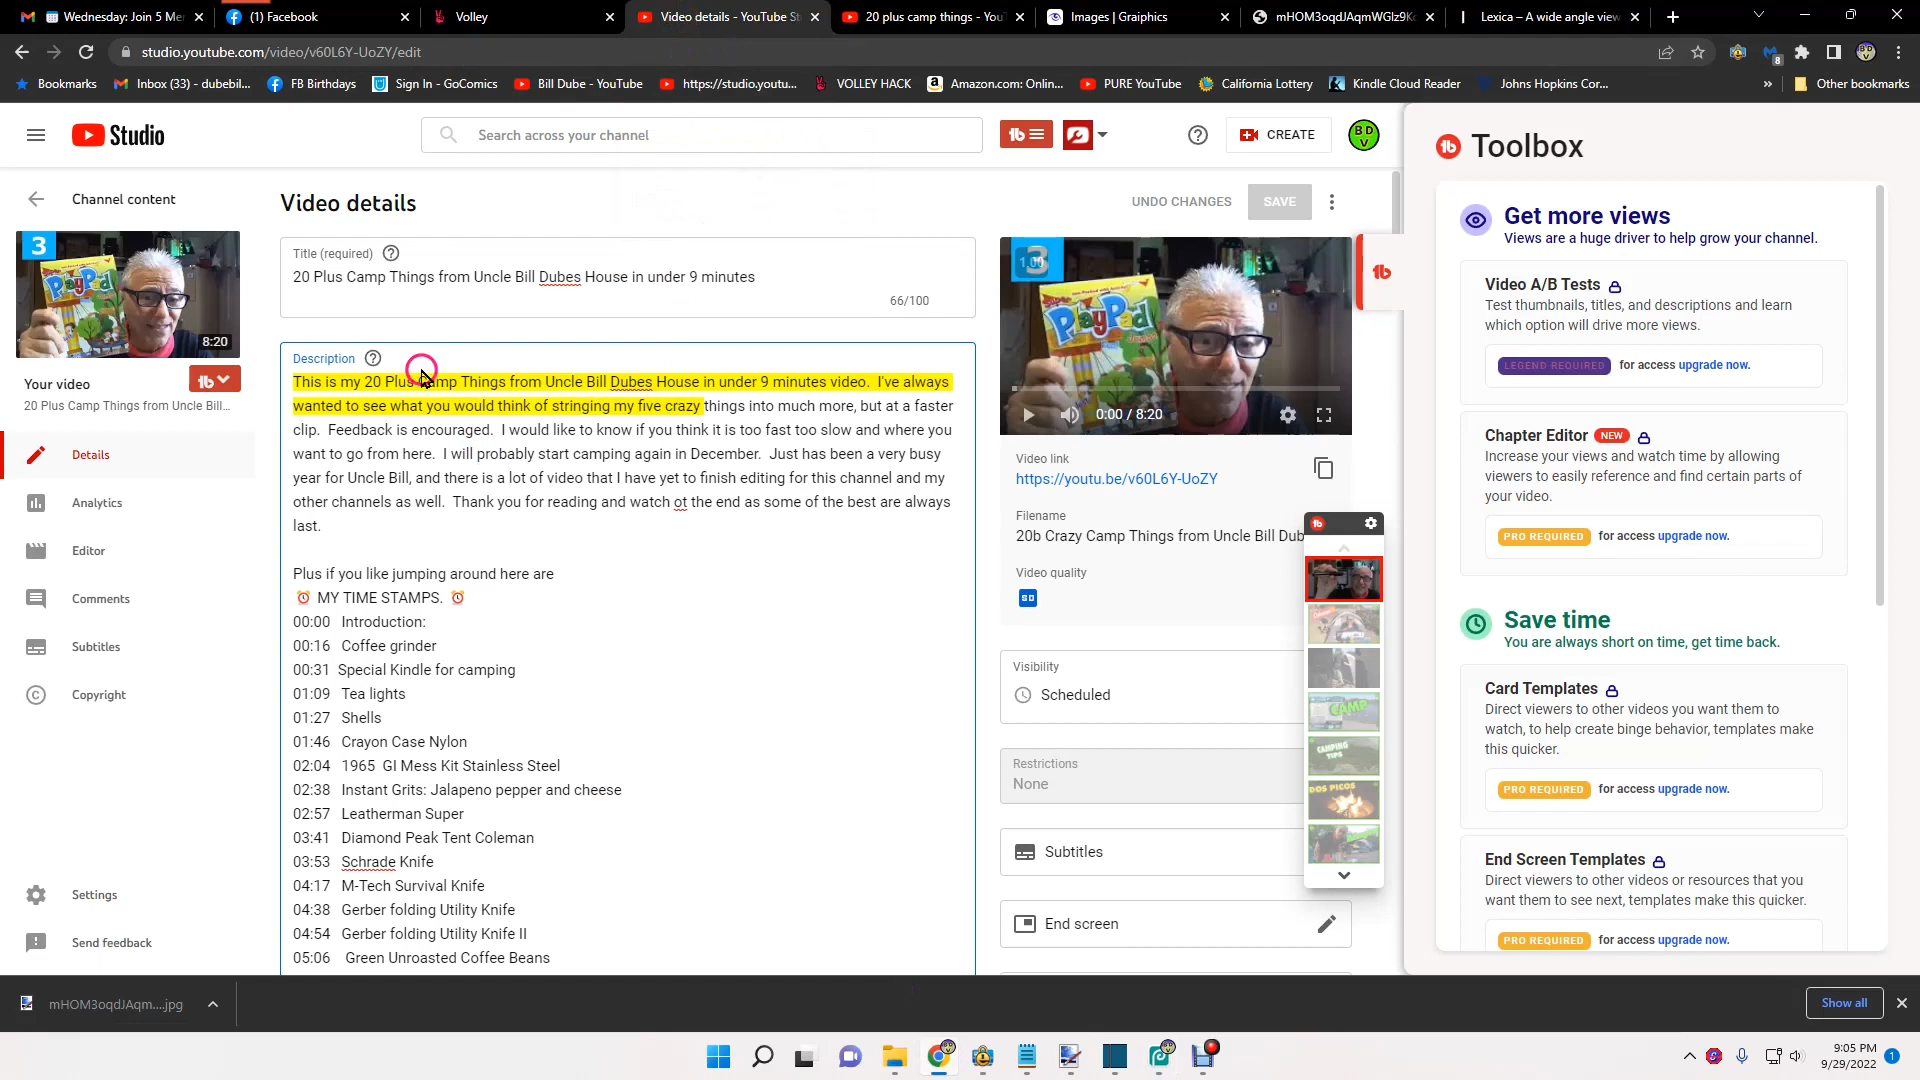 Wednesday: Join 5 Me
(1) Facebook
Volley
Video details - YouTube St
20 plus camp things - You
Images | Graiphics
mHOM3oqdJAqmWGlz9K
Lexica – A wide angle view
studio.youtube.com/video/v60L6Y-UoZY/edit
8
Bookmarks
Inbox (33) - dubebil...
FB Birthdays
Sign In - GoComics
Bill Dube - YouTube
https://studio.youtu...
VOLLEY HACK
Amazon.com: Onlin...
PURE YouTube
California Lottery
Kindle Cloud Reader
Johns Hopkins Cor...
»
Other bookmarks
Studio
Search across your channel
CREATE
BD
V
Toolbox
Channel content
Video details
UNDO CHANGES
SAVE
3
8:20
Your video
20 Plus Camp Things from Uncle Bill...
Details
Analytics
Editor
Comments
Subtitles
Copyright
Settings
Send feedback
Title (required)
20 Plus Camp Things from Uncle Bill Dubes House in under 9 minutes
66/100
Description
This is my 20 Plus Camp Things from Uncle Bill Dubes House in under 9 minutes video.  I've always
wanted to see what you would think of stringing my five crazy things into much more, but at a faster
clip.  Feedback is encouraged.  I would like to know if you think it is too fast too slow and where you
want to go from here.  I will probably start camping again in December.  Just has been a very busy
year for Uncle Bill, and there is a lot of video that I have yet to finish editing for this channel and my
other channels as well.  Thank you for reading and watch ot the end as some of the best are always
last.
Plus if you like jumping around here are
⏰ MY TIME STAMPS. ⏰
00:00   Introduction:
00:16   Coffee grinder
00:31  Special Kindle for camping
01:09   Tea lights
01:27   Shells
01:46   Crayon Case Nylon
02:04   1965  GI Mess Kit Stainless Steel
02:38   Instant Grits: Jalapeno pepper and cheese
02:57   Leatherman Super
03:41   Diamond Peak Tent Coleman
03:53   Schrade Knife
04:17   M-Tech Survival Knife
04:38   Gerber folding Utility Knife
04:54   Gerber folding Utility Knife II
05:06    Green Unroasted Coffee Beans
PlayPad
0:00 / 8:20
Video link
https://youtu.be/v60L6Y-UoZY
Filename
20b Crazy Camp Things from Uncle Bill Dub
Video quality
SD
Visibility
Scheduled
Restrictions
None
Subtitles
End screen
CAMP
CAMPING
TIPS
DOS PICOS
Get more views
Views are a huge driver to help grow your channel.
Video A/B Tests
Test thumbnails, titles, and descriptions and learn
which option will drive more views.
LEGEND REQUIRED for access upgrade now.
Chapter Editor NEW
Increase your views and watch time by allowing
viewers to easily reference and find certain parts of
your video.
PRO REQUIRED for access upgrade now.
Save time
You are always short on time, get time back.
Card Templates
Direct viewers to other videos you want them to
watch, to help create binge behavior, templates make
this quicker.
PRO REQUIRED for access upgrade now.
End Screen Templates
Direct viewers to other videos or resources that you
want them to see next, templates make this quicker.
PRO REQUIRED for access upgrade now.
mHOM3oqdJAqm....jpg
Show all
9:05 PM
9/29/2022
1